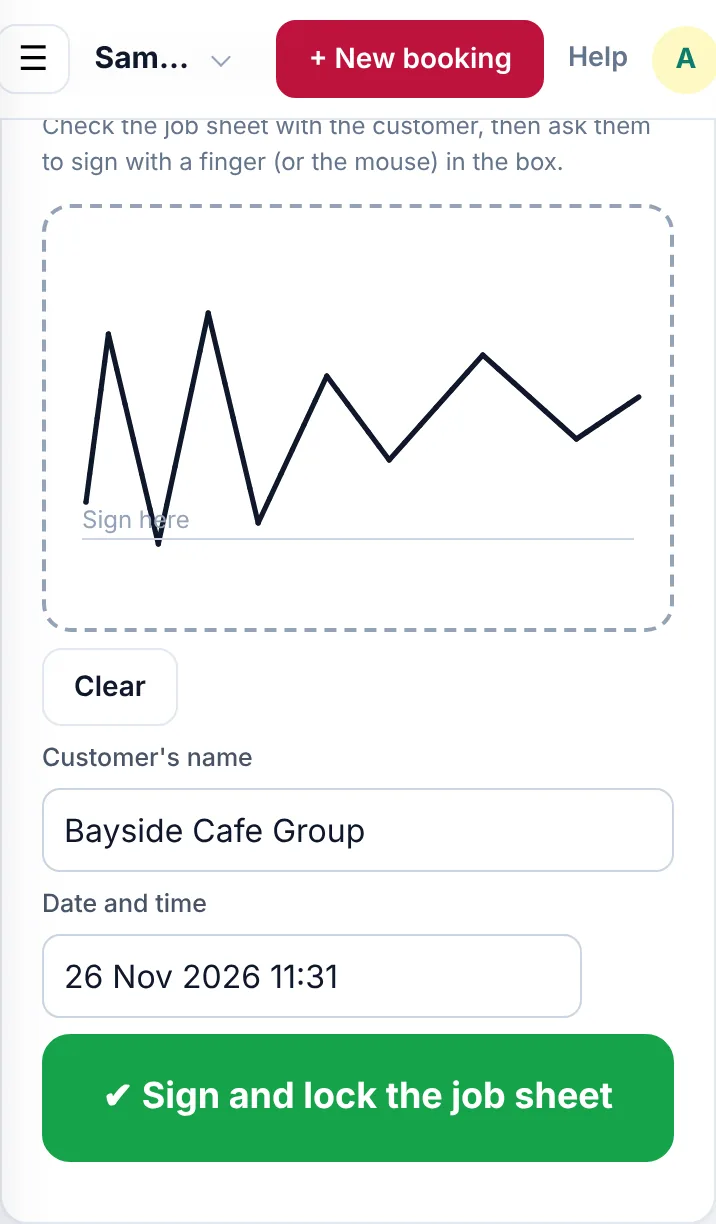 ☰ Sam... + New booking Help A
Check the job sheet with the customer, then ask them
to sign with a finger (or the mouse) in the box.
Sign here
Clear
Customer's name
Bayside Cafe Group
Date and time
26 Nov 2026 11:31
✔ Sign and lock the job sheet